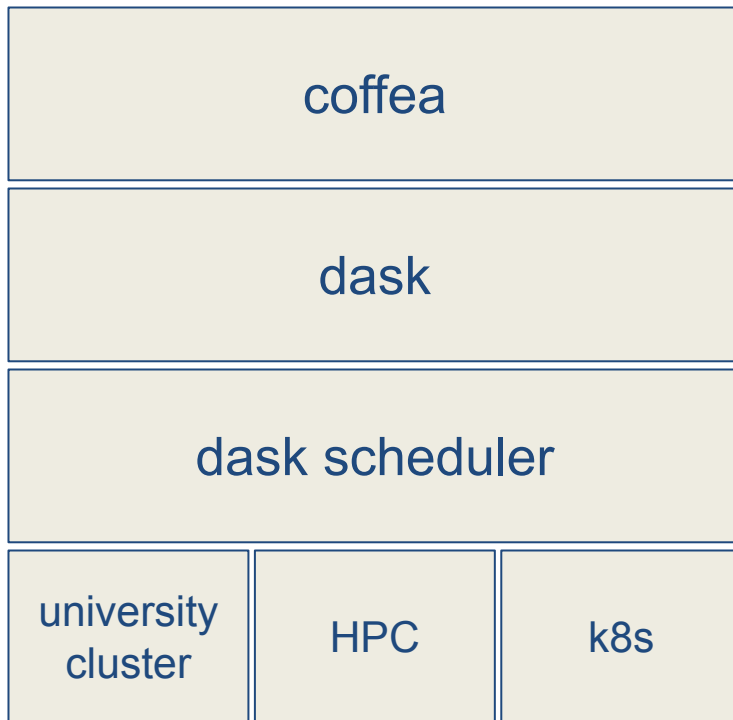 coffea
dask
dask scheduler
university
cluster
HPC
k8s